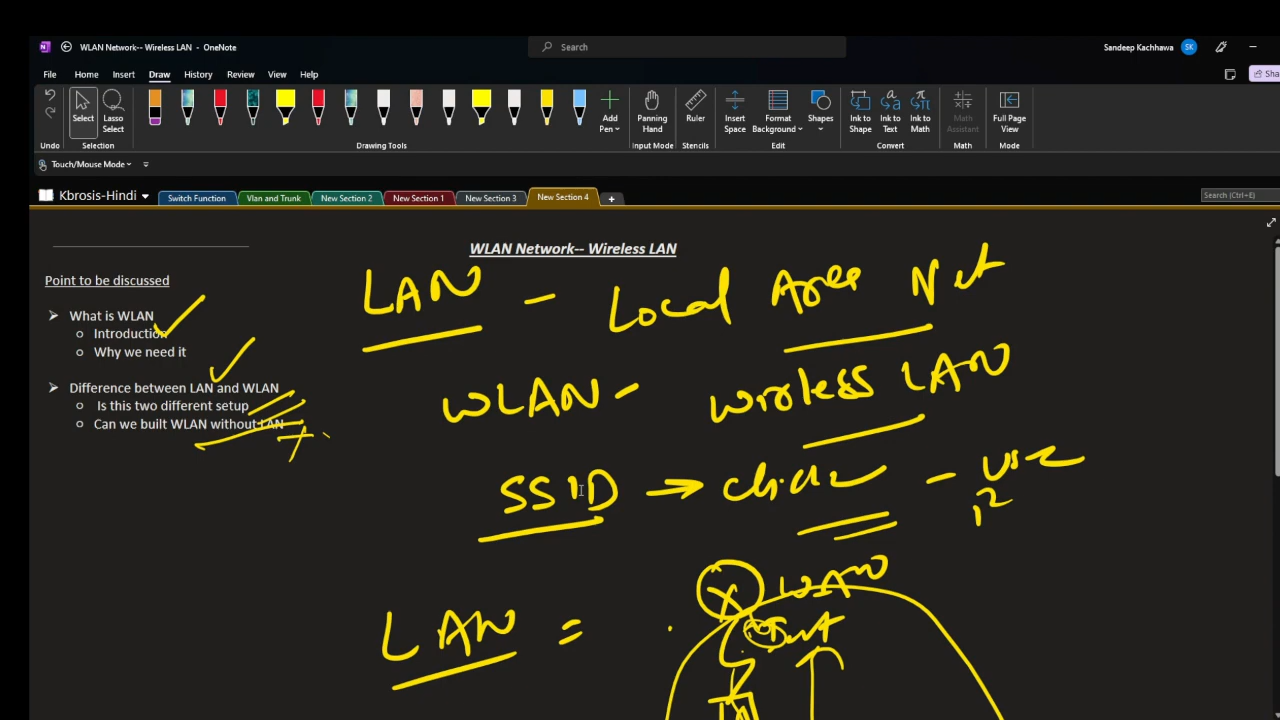 WLAN Network-- Wireless LAN - OneNote
Search
Sandeep Kachhawa SK
File Home Insert Draw History Review View Help
Sha
Select
Lasso Select
Add Pen
Panning Hand
Ruler
Insert Space
Format Background
Shapes
Ink to Shape
Ink to Text
Ink to Math
Math Assistant
Full Page View
Undo Selection Drawing Tools Input Mode Stencils Edit Convert Math Mode
Touch/Mouse Mode
Kbrosis-Hindi Switch Function Vlan and Trunk New Section 2 New Section 1 New Section 3 New Section 4 +
Search (Ctrl+E)
WLAN Network-- Wireless LAN
Point to be discussed
What is WLAN
Introduction
Why we need it
Difference between LAN and WLAN
Is this two different setup
Can we built WLAN without LAN
LAN - Local Area Net
WLAN - Wireless LAN
SSID → click - use
LAN =
WAN